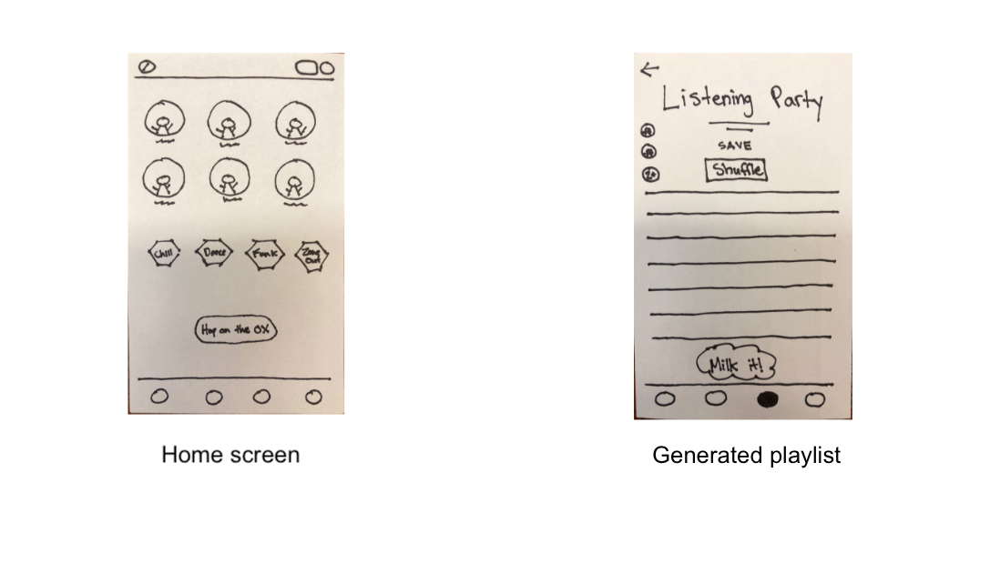 Chill
Dance
Funk
Zone
Out
Hop on the OX
Home screen
Listening Party
SAVE
Shuffle
Milk it!
Generated playlist